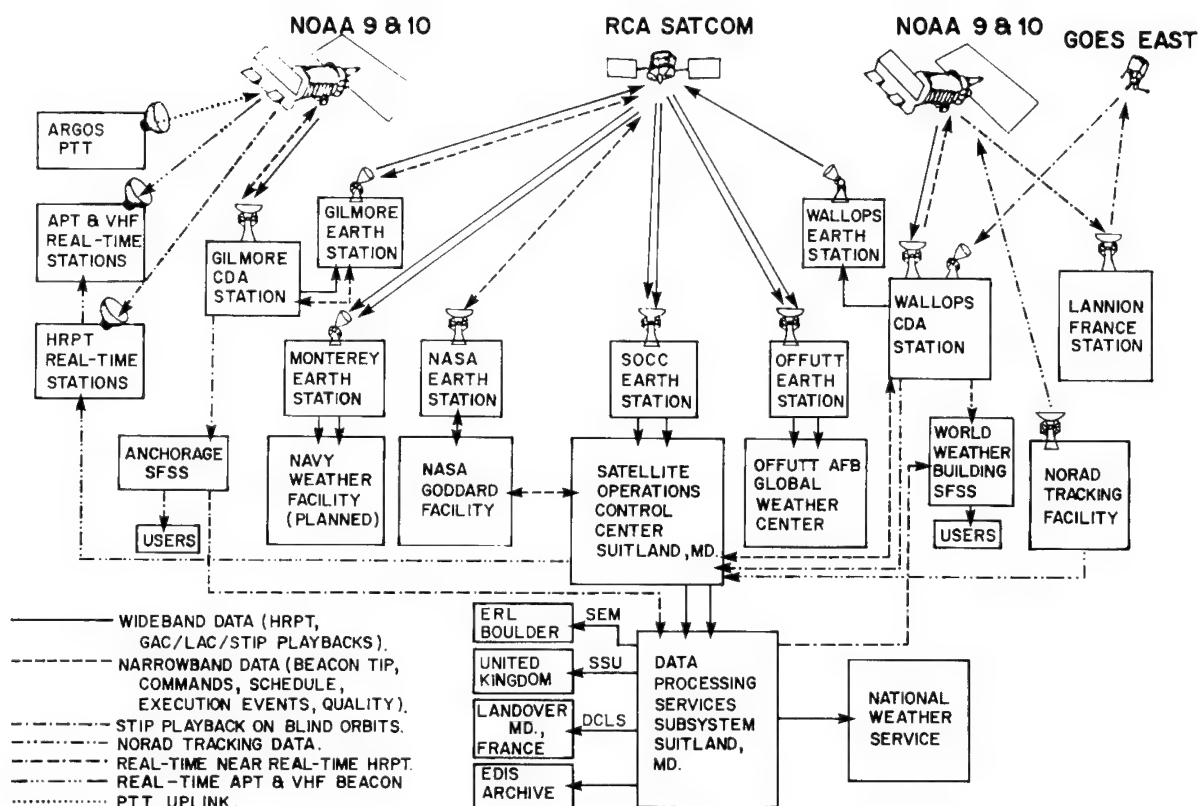 NOAA 9 & 10
RCA SATCOM
NOAA 9 & 10
GOES EAST
ARGOS
PTT
APT & VHF
REAL-TIME
STATIONS
HRPT
REAL-TIME
STATIONS
GILMORE
CDA
STATION
GILMORE
EARTH
STATION
WALLOPS
EARTH
STATION
WALLOPS
CDA
STATION
LANNION
FRANCE
STATION
MONTEREY
EARTH
STATION
NASA
EARTH
STATION
SOCC
EARTH
STATION
OFFUTT
EARTH
STATION
ANCHORAGE
SFSS
USERS
NAVY
WEATHER
FACILITY
(PLANNED)
NASA
GODDARD
FACILITY
SATELLITE
OPERATIONS
CONTROL
CENTER
SUITLAND, MD.
OFFUTT AFB
GLOBAL
WEATHER
CENTER
WORLD
WEATHER
BUILDING
SFSS
USERS
NORAD
TRACKING
FACILITY
WIDEBAND DATA (HRPT,
GAC/LAC/STIP PLAYBACKS).
NARROWBAND DATA (BEACON TIP,
COMMANDS, SCHEDULE,
EXECUTION EVENTS, QUALITY).
STIP PLAYBACK ON BLIND ORBITS.
NORAD TRACKING DATA.
REAL-TIME NEAR REAL-TIME HRPT.
REAL-TIME APT & VHF BEACON
PTT UPLINK
ERL
BOULDER
SEM
UNITED
KINGDOM
SSU
LANDOVER
MD.,
FRANCE
DCLS
EDIS
ARCHIVE
DATA
PROCESSING
SERVICES
SUBSYSTEM
SUITLAND,
MD.
NATIONAL
WEATHER
SERVICE